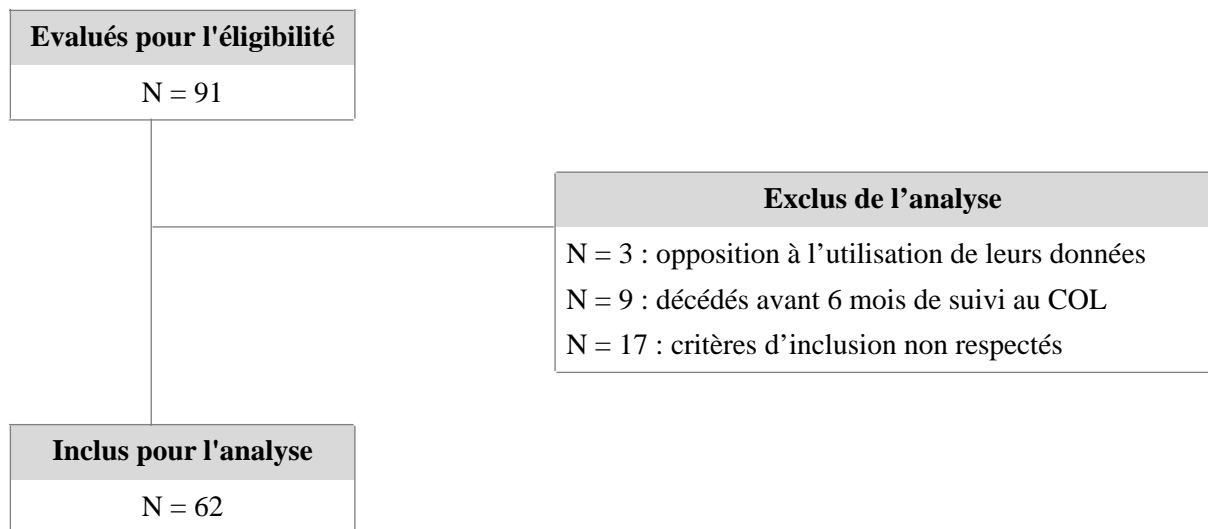 Evalués pour l'éligibilité
N = 91
Exclus de l’analyse
N = 3 : opposition à l’utilisation de leurs données
N = 9 : décédés avant 6 mois de suivi au COL
N = 17 : critères d’inclusion non respectés
Inclus pour l'analyse
N = 62